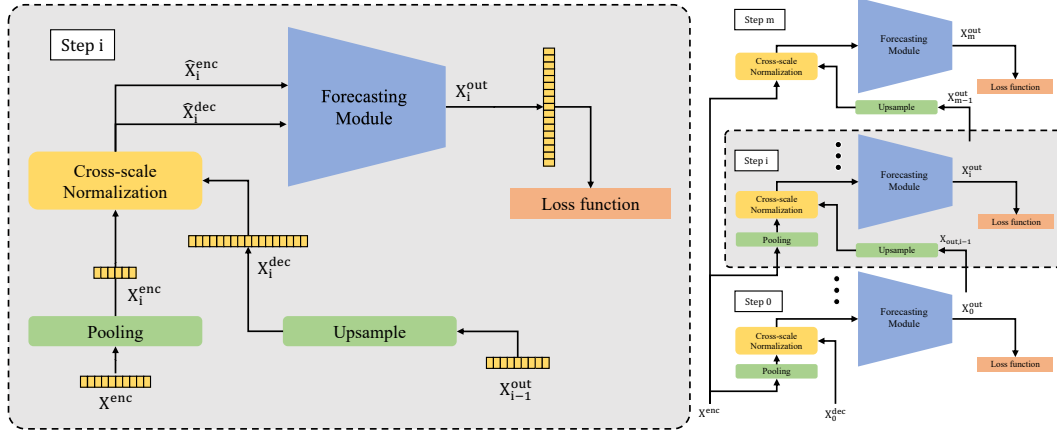 Step i
X̂ᵢᵉⁿᶜ
X̂ᵢᵈᵉᶜ
Forecasting
Module
Xᵢᵒᵘᵗ
Cross-scale
Normalization
Loss function
Xᵢᵈᵉᶜ
Xᵢᵉⁿᶜ
Pooling
Upsample
Xᵉⁿᶜ
Xᵢ₋₁ᵒᵘᵗ
Step m
Forecasting
Module
Xₘᵒᵘᵗ
Cross-scale
Normalization
Loss function
Xₘ₋₁ᵒᵘᵗ
Upsample
Step i
Forecasting
Module
Xᵢᵒᵘᵗ
Cross-scale
Normalization
Loss function
Pooling
Upsample
X_out,i−1
Step 0
Forecasting
Module
X₀ᵒᵘᵗ
Cross-scale
Normalization
Pooling
Loss function
Xᵉⁿᶜ
X₀ᵈᵉᶜ